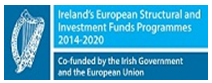 Ireland's European Structural and
Investment Funds Programmes
2014-2020
Co-funded by the Irish Government
and the European Union